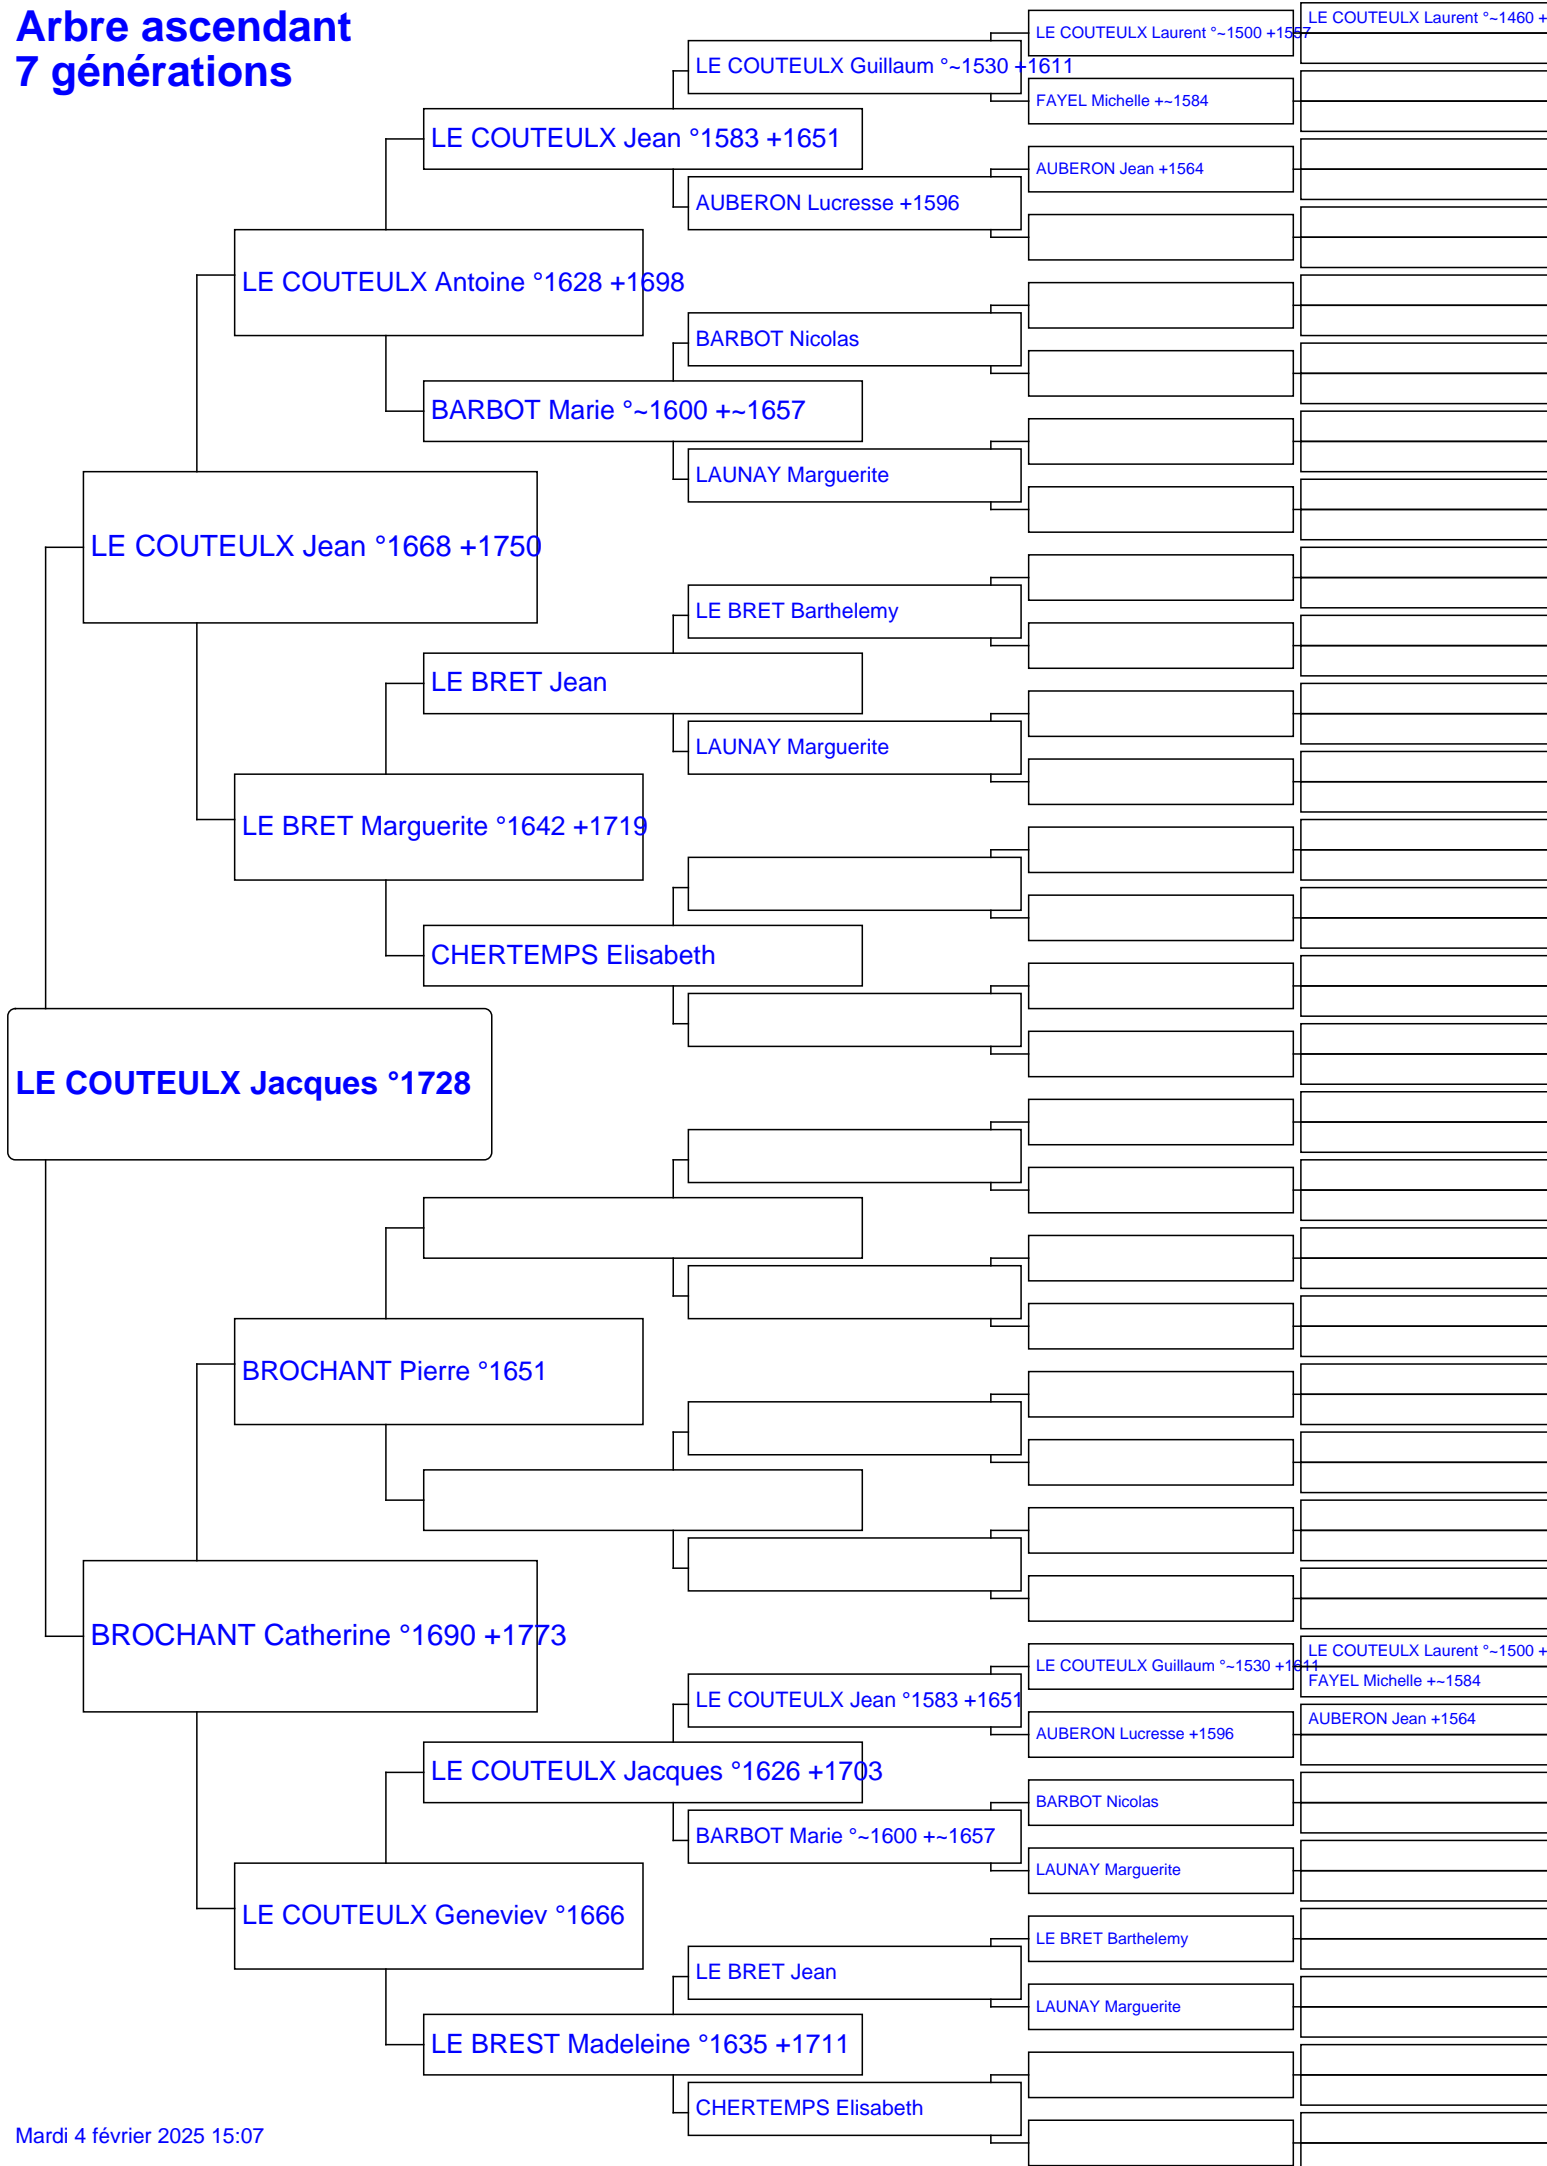 Arbre ascendant
7 générations
LE COUTEULX Laurent °~1460 +
LE COUTEULX Laurent °~1500 +1557
LE COUTEULX Guillaum °~1530 +1611
FAYEL Michelle +~1584
LE COUTEULX Jean °1583 +1651
AUBERON Jean +1564
AUBERON Lucresse +1596
LE COUTEULX Antoine °1628 +1698
BARBOT Nicolas
BARBOT Marie °~1600 +~1657
LAUNAY Marguerite
LE COUTEULX Jean °1668 +1750
LE BRET Barthelemy
LE BRET Jean
LAUNAY Marguerite
LE BRET Marguerite °1642 +1719
CHERTEMPS Elisabeth
LE COUTEULX Jacques °1728
BROCHANT Pierre °1651
BROCHANT Catherine °1690 +1773
LE COUTEULX Laurent °~1500 +
LE COUTEULX Guillaum °~1530 +1611
FAYEL Michelle +~1584
LE COUTEULX Jean °1583 +1651
AUBERON Jean +1564
AUBERON Lucresse +1596
LE COUTEULX Jacques °1626 +1703
BARBOT Nicolas
BARBOT Marie °~1600 +~1657
LAUNAY Marguerite
LE COUTEULX Geneviev °1666
LE BRET Barthelemy
LE BRET Jean
LAUNAY Marguerite
LE BREST Madeleine °1635 +1711
CHERTEMPS Elisabeth
Mardi 4 février 2025 15:07